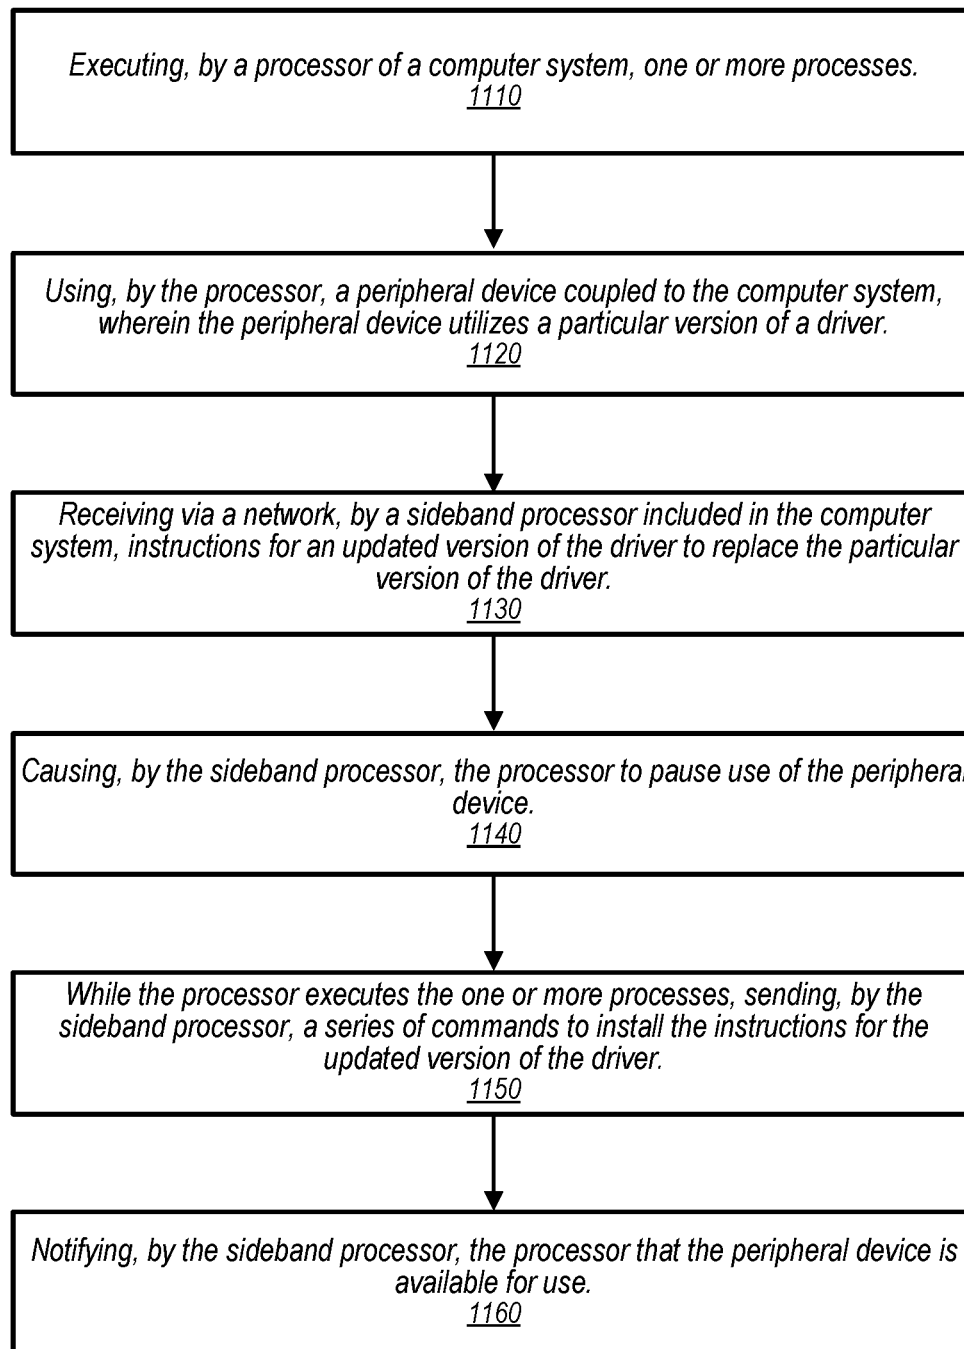 Executing, by a processor of a computer system, one or more processes.
1110
Using, by the processor, a peripheral device coupled to the computer system,
wherein the peripheral device utilizes a particular version of a driver.
1120
Receiving via a network, by a sideband processor included in the computer
system, instructions for an updated version of the driver to replace the particular
version of the driver.
1130
Causing, by the sideband processor, the processor to pause use of the peripheral
device.
1140
While the processor executes the one or more processes, sending, by the
sideband processor, a series of commands to install the instructions for the
updated version of the driver.
1150
Notifying, by the sideband processor, the processor that the peripheral device is
available for use.
1160